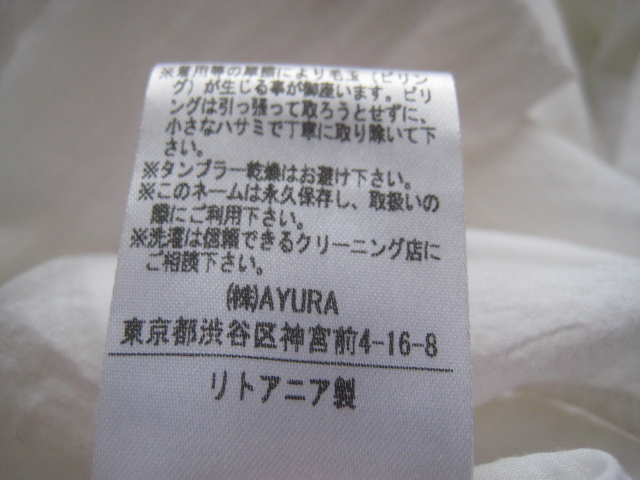 ※着用等の摩擦により毛玉（ピリン
グ）が生じる事が御座います。ピリ
ングは引っ張って取ろうとせずに、
小さなハサミで丁寧に取り除いて下
さい。
※タンブラー乾燥はお避け下さい。
※このネームは永久保存し、取扱いの
際にご利用下さい。
※洗濯は信頼できるクリーニング店に
ご相談下さい。
㈱AYURA
東京都渋谷区神宮前4-16-8
リトアニア製